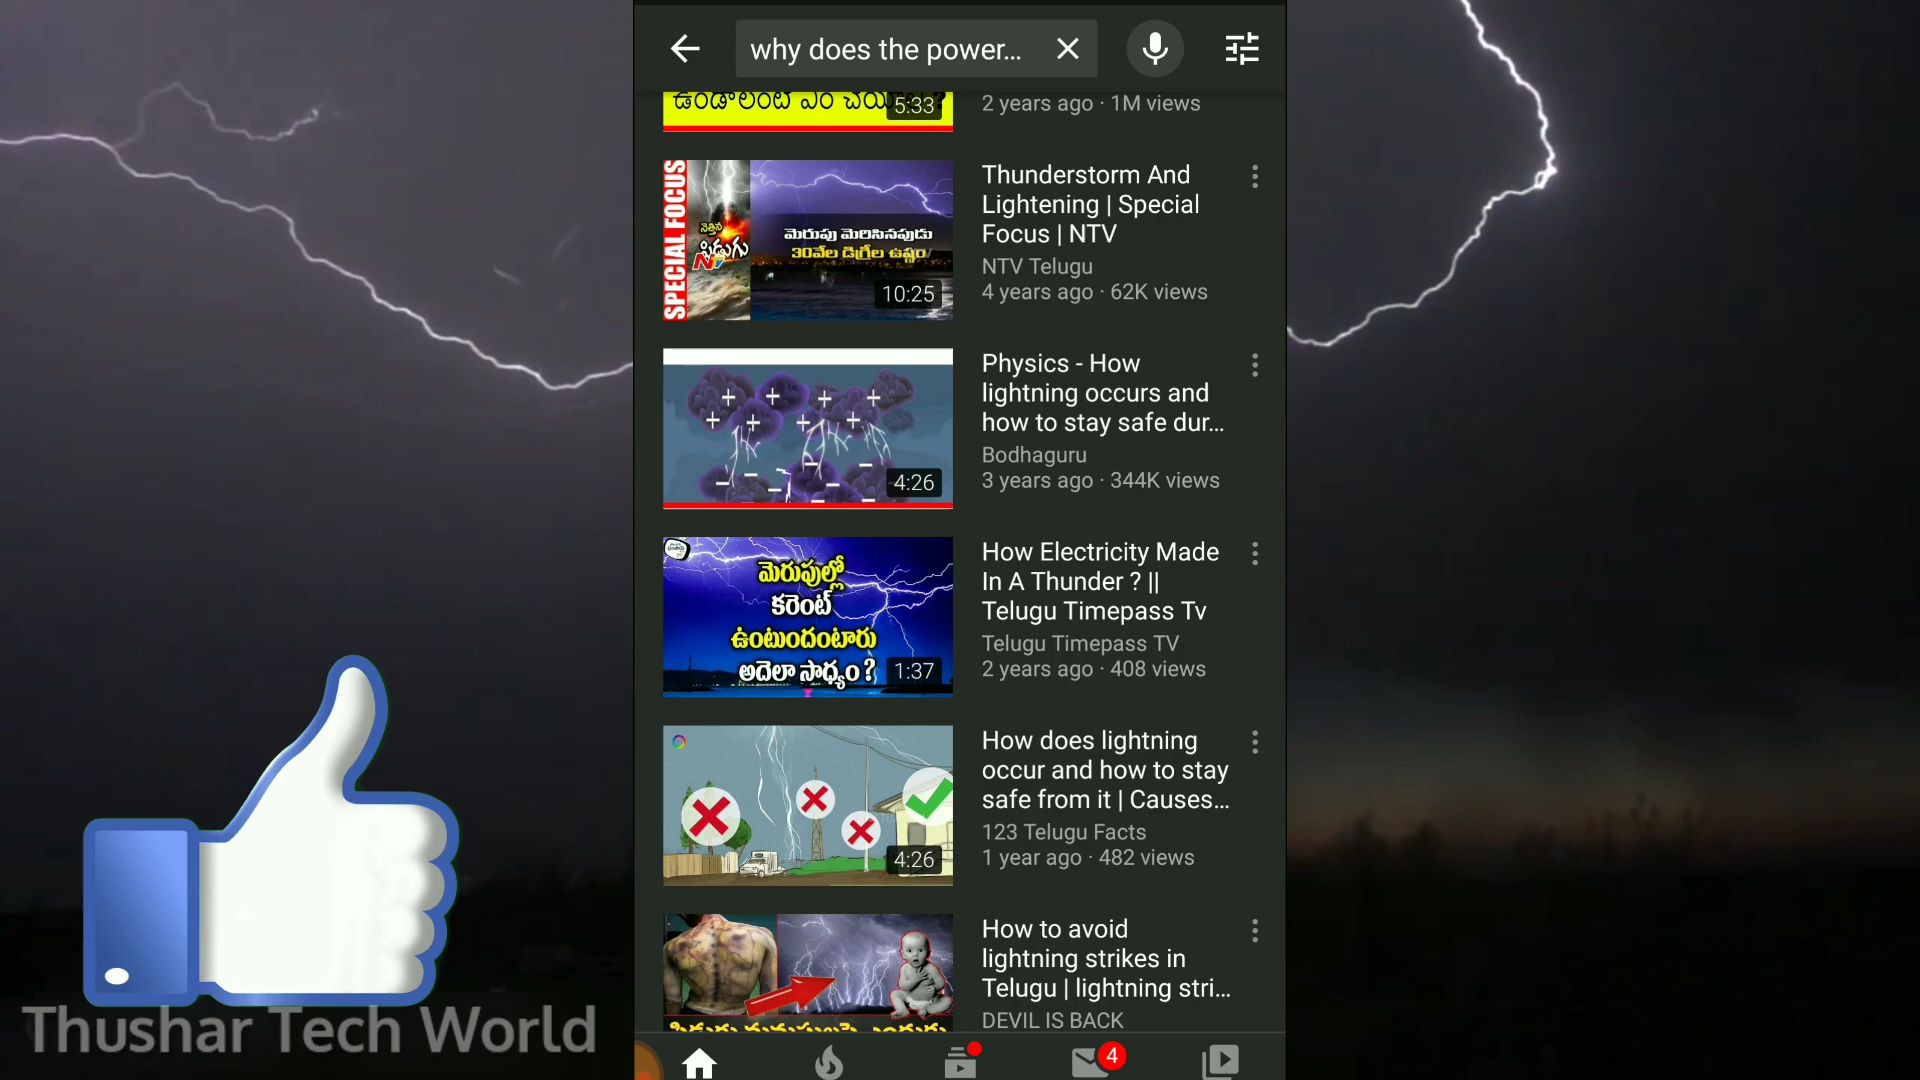 why does the power...
5:33
2 years ago · 1M views
SPECIAL FOCUS
నెత్తిన
పిడుగు
మెరుపు మెరిసినపుడు
30వేల డిగ్రీల ఉష్ణం
10:25
Thunderstorm And
Lightening | Special
Focus | NTV
NTV Telugu
4 years ago · 62K views
4:26
Physics - How
lightning occurs and
how to stay safe dur...
Bodhaguru
3 years ago · 344K views
మెరుపుల్లో
కరెంట్
ఉంటుందంటారు
అదెలా సాధ్యం ?
1:37
How Electricity Made
In A Thunder ? ||
Telugu Timepass Tv
Telugu Timepass TV
2 years ago · 408 views
4:26
How does lightning
occur and how to stay
safe from it | Causes...
123 Telugu Facts
1 year ago · 482 views
How to avoid
lightning strikes in
Telugu | lightning stri...
DEVIL IS BACK
4
Thushar Tech World